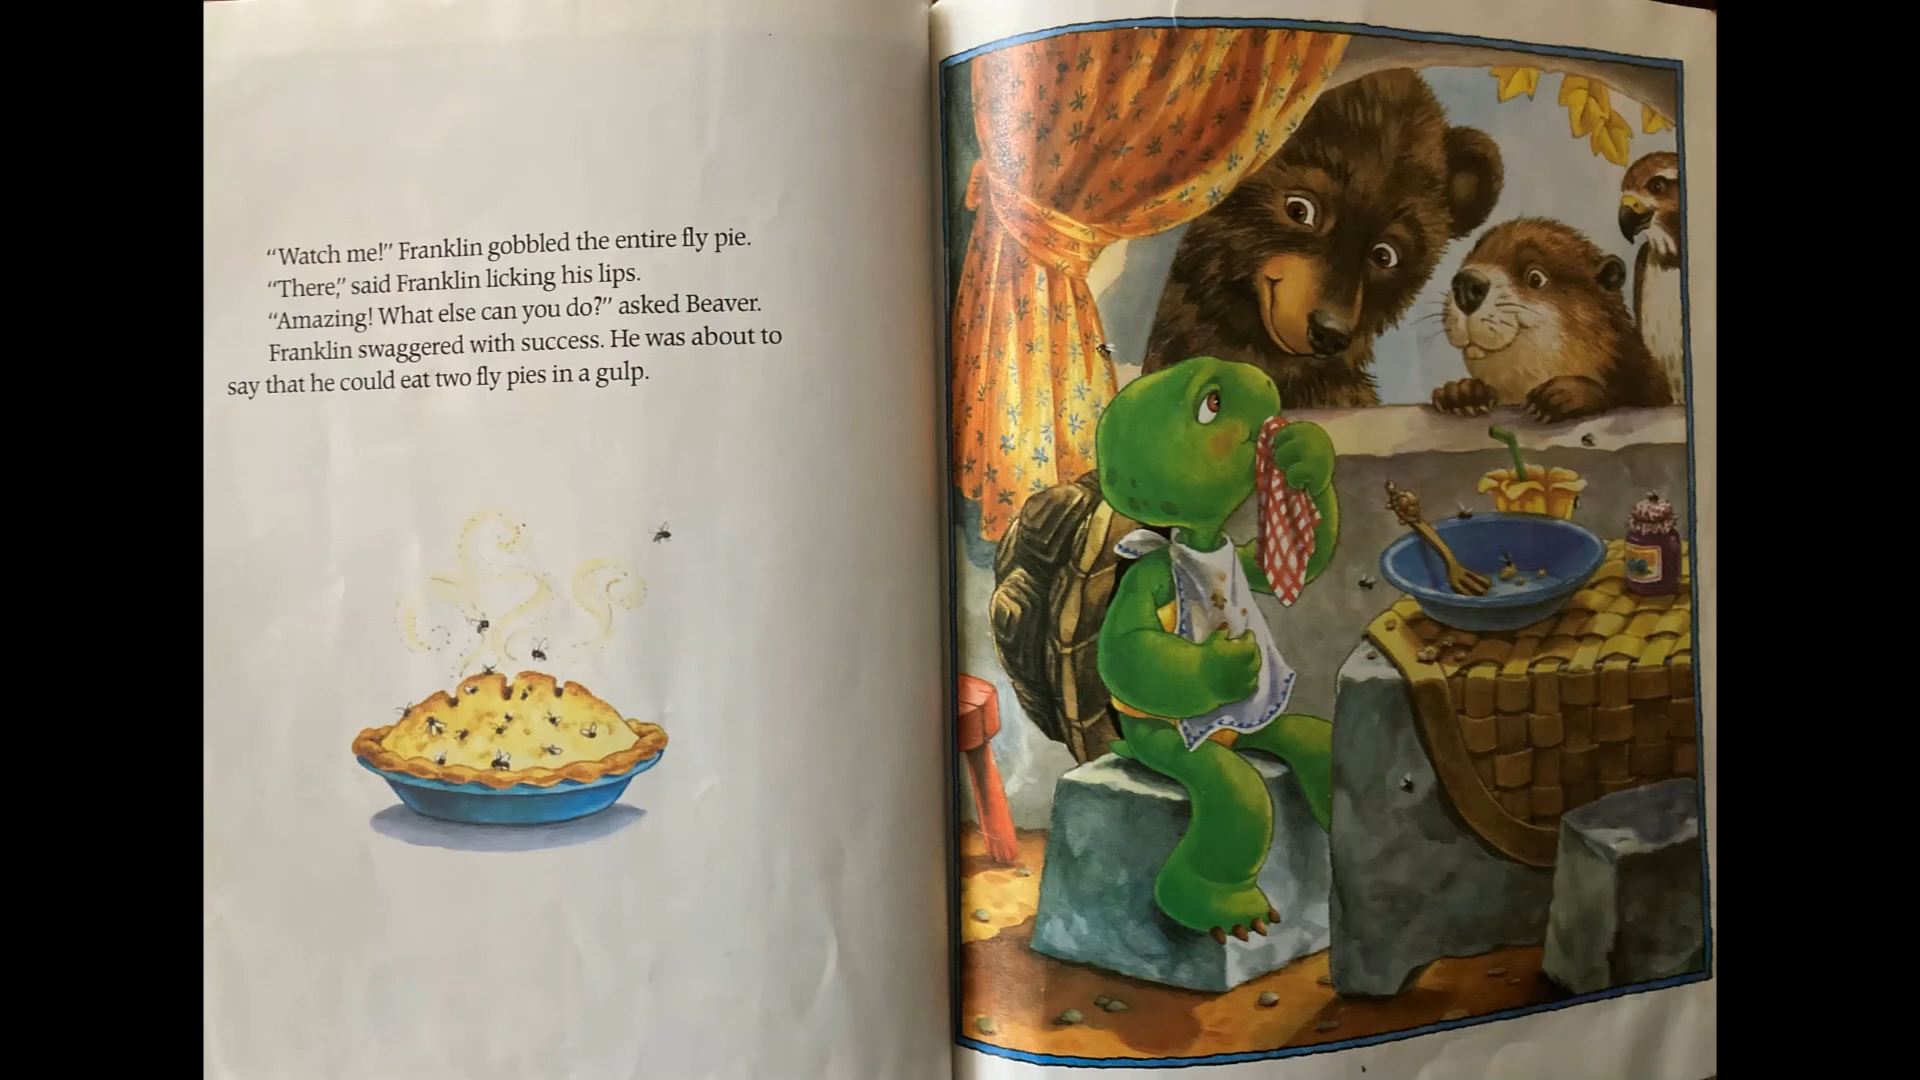 “Watch me!” Franklin gobbled the entire fly pie.
“There,” said Franklin licking his lips.
“Amazing! What else can you do?” asked Beaver.
Franklin swaggered with success. He was about to
say that he could eat two fly pies in a gulp.